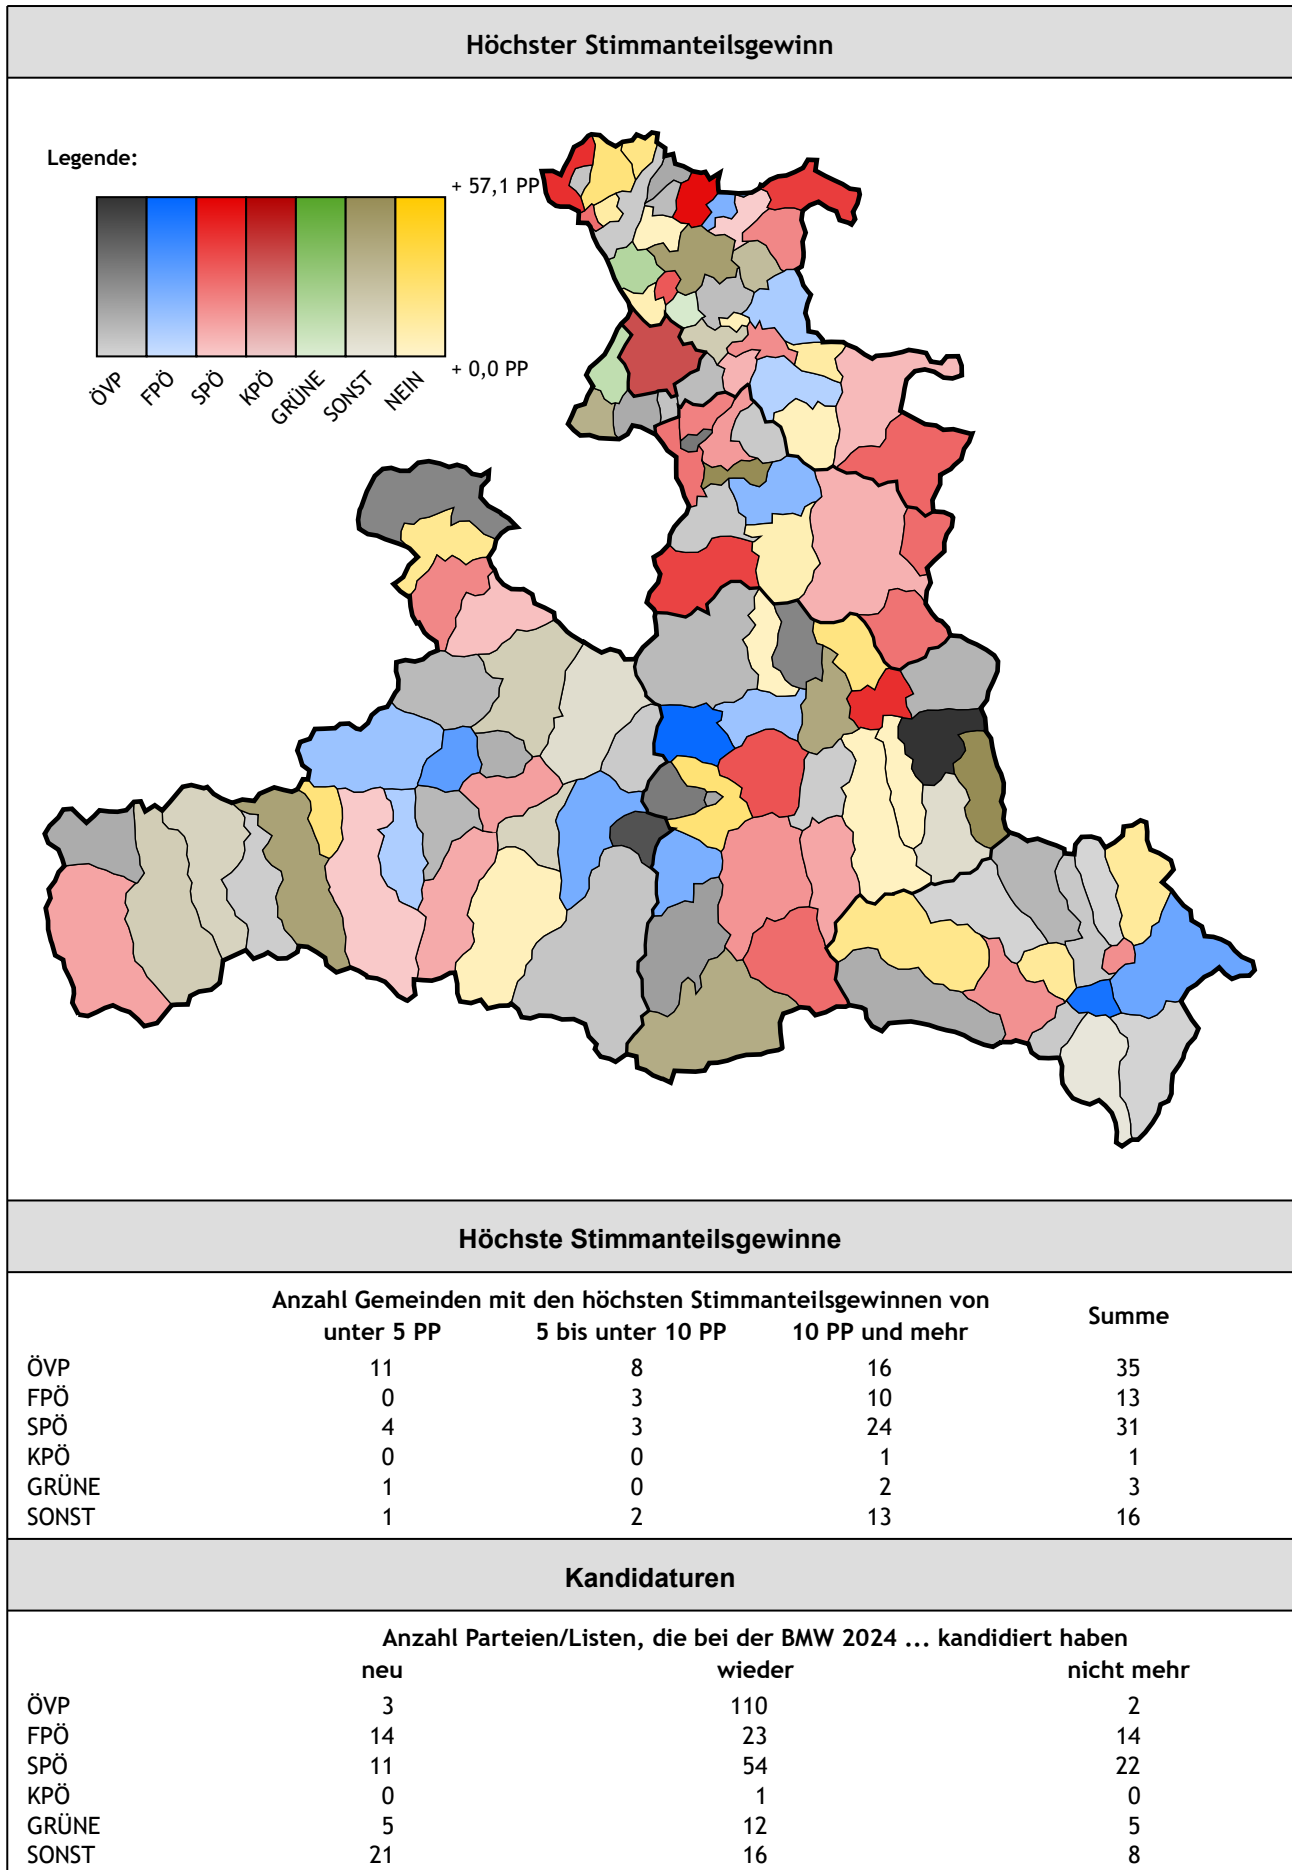 Höchster Stimmanteilsgewinn
Legende:
+ 57,1 PP
+ 0,0 PP
ÖVP
FPÖ
SPÖ
KPÖ
GRÜNE
SONST
NEIN
Höchste Stimmanteilsgewinne
Anzahl Gemeinden mit den höchsten Stimmanteilsgewinnen von
Summe
unter 5 PP 5 bis unter 10 PP 10 PP und mehr
ÖVP 11 8 16 35
FPÖ 0 3 10 13
SPÖ 4 3 24 31
KPÖ 0 0 1 1
GRÜNE 1 0 2 3
SONST 1 2 13 16
Kandidaturen
Anzahl Parteien/Listen, die bei der BMW 2024 ... kandidiert haben
neu wieder nicht mehr
ÖVP 3 110 2
FPÖ 14 23 14
SPÖ 11 54 22
KPÖ 0 1 0
GRÜNE 5 12 5
SONST 21 16 8